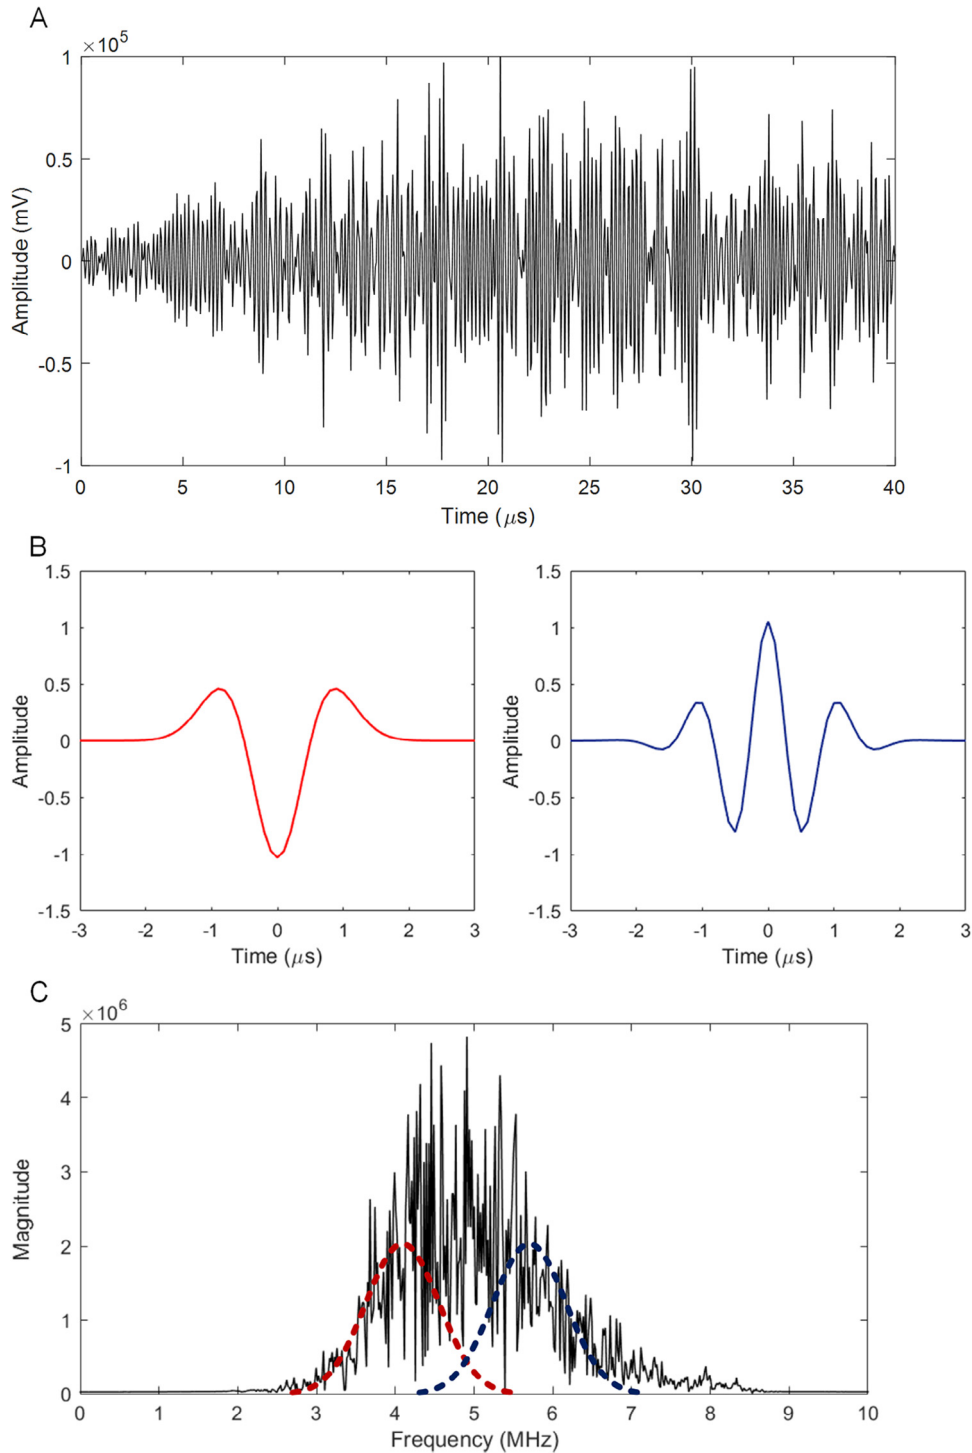 A
×10⁵
1
0.5
0
-0.5
-1
Amplitude (mV)
0 5 10 15 20 25 30 35 40
Time (μs)
B
1.5
1
0.5
0
-0.5
-1
-1.5
Amplitude
-3 -2 -1 0 1 2 3
Time (μs)
1.5
1
0.5
0
-0.5
-1
-1.5
Amplitude
-3 -2 -1 0 1 2 3
Time (μs)
C
×10⁶
5
4
3
2
1
0
Magnitude
0 1 2 3 4 5 6 7 8 9 10
Frequency (MHz)